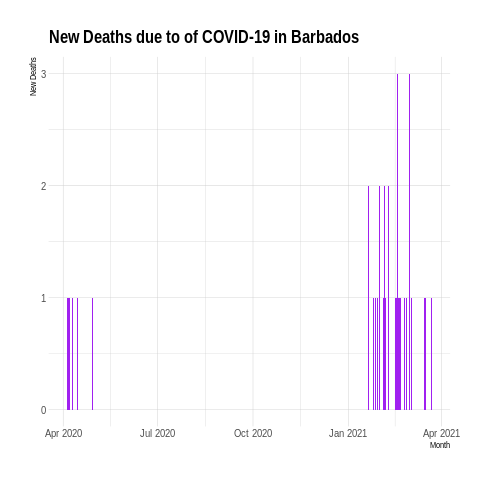 New Deaths due to of COVID-19 in Barbados
New Deaths
3
2
1
0
Apr 2020 Jul 2020 Oct 2020 Jan 2021 Apr 2021
Month